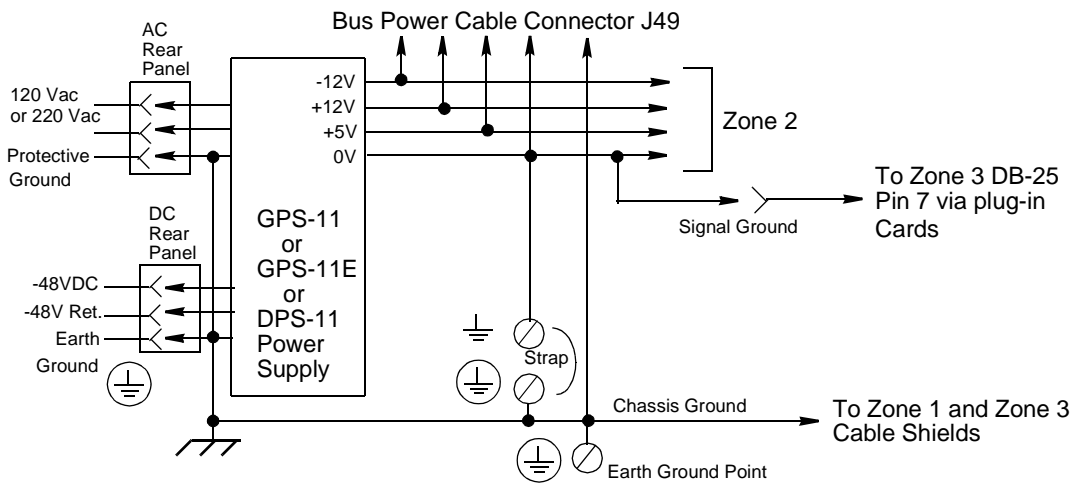 Bus Power Cable Connector J49
AC
Rear
Panel
120 Vac
or 220 Vac
Protective
Ground
-12V
+12V
+5V
0V
Zone 2
To Zone 3 DB-25
Pin 7 via plug-in
Cards
Signal Ground
DC
Rear
Panel
-48VDC
-48V Ret.
Earth
Ground
GPS-11
or
GPS-11E
or
DPS-11
Power
Supply
Strap
Chassis Ground
To Zone 1 and Zone 3
Cable Shields
Earth Ground Point